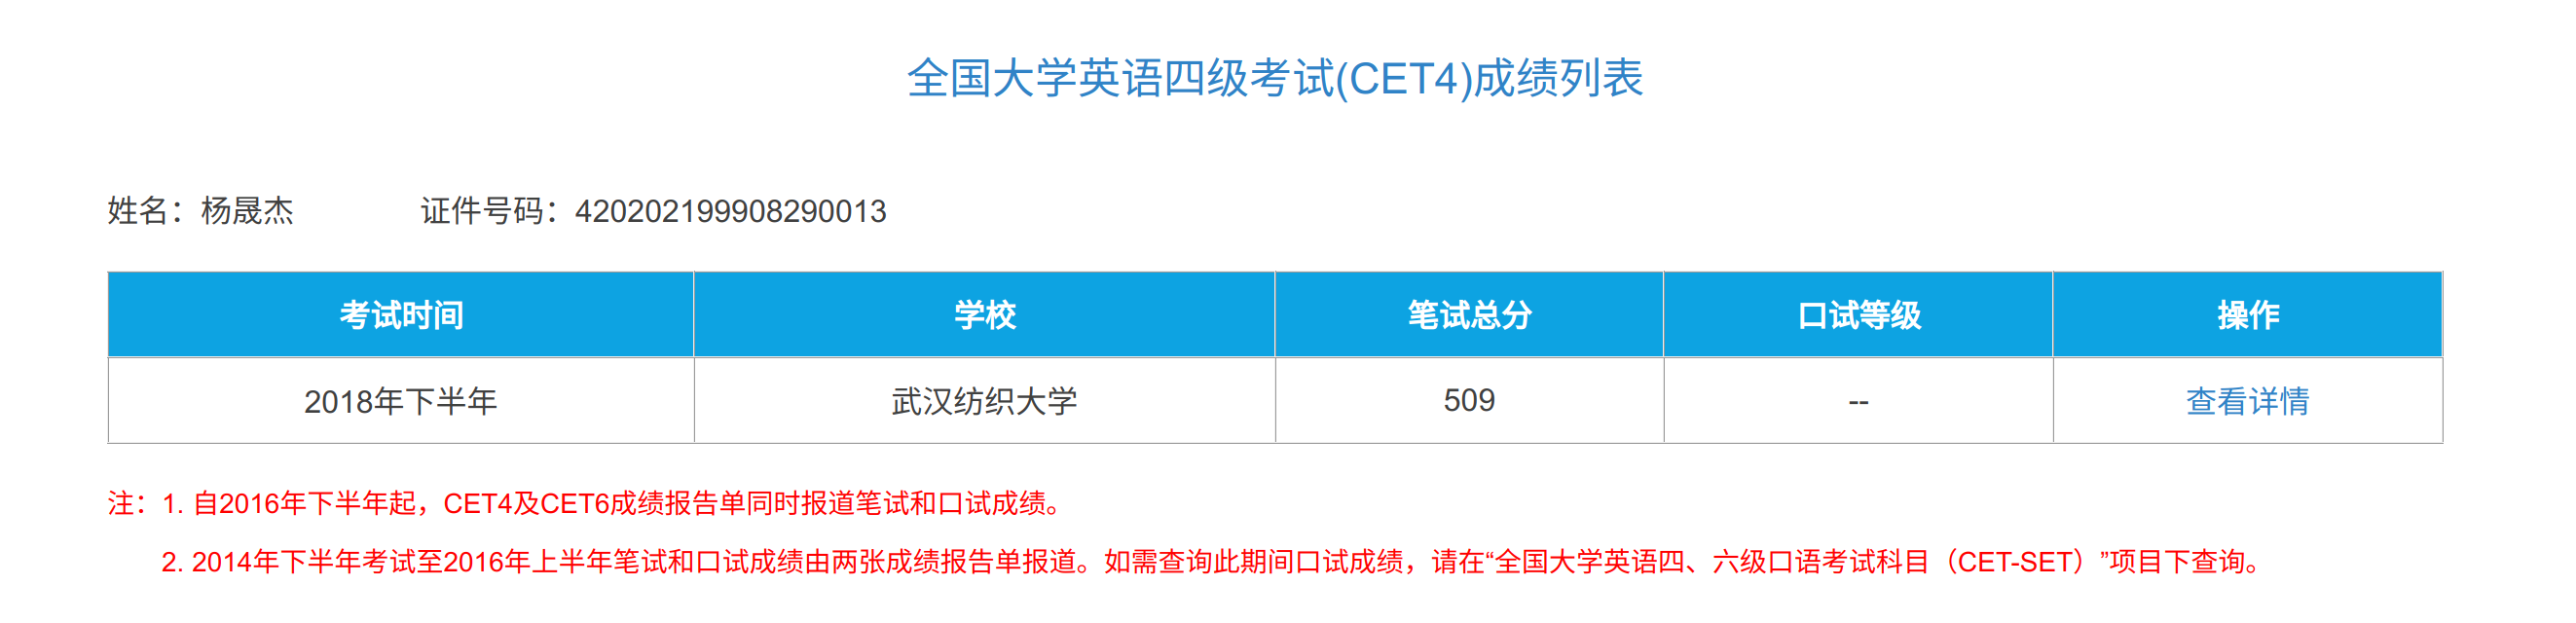 全国大学英语四级考试(CET4)成绩列表
姓名：杨晟杰 证件号码：420202199908290013
考试时间 学校 笔试总分 口试等级 操作
2018年下半年 武汉纺织大学 509 -- 查看详情
注：1. 自2016年下半年起，CET4及CET6成绩报告单同时报道笔试和口试成绩。
2. 2014年下半年考试至2016年上半年笔试和口试成绩由两张成绩报告单报道。如需查询此期间口试成绩，请在“全国大学英语四、六级口语考试科目（CET-SET）”项目下查询。